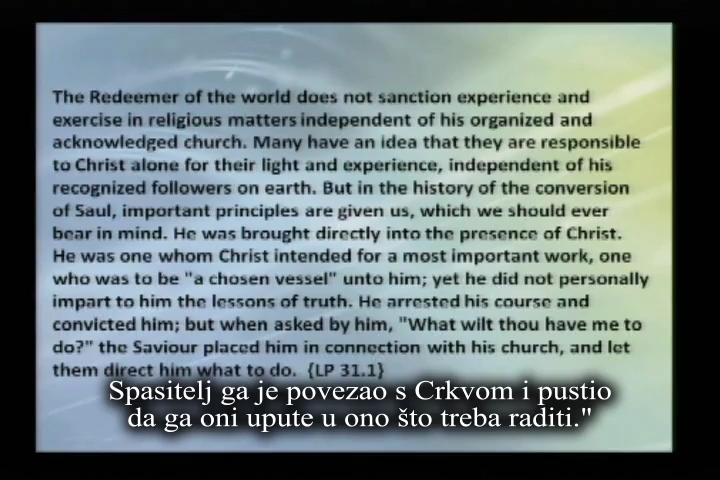 The Redeemer of the world does not sanction experience and
exercise in religious matters independent of his organized and
acknowledged church. Many have an idea that they are responsible
to Christ alone for their light and experience, independent of his
recognized followers on earth. But in the history of the conversion
of Saul, important principles are given us, which we should ever
bear in mind. He was brought directly into the presence of Christ.
He was one whom Christ intended for a most important work, one
who was to be "a chosen vessel" unto him; yet he did not personally
impart to him the lessons of truth. He arrested his course and
convicted him; but when asked by him, "What wilt thou have me to
do?" the Saviour placed him in connection with his church, and let
them direct him what to do. {LP 31.1}
Spasitelj ga je povezao s Crkvom i pustio
da ga oni upute u ono što treba raditi."